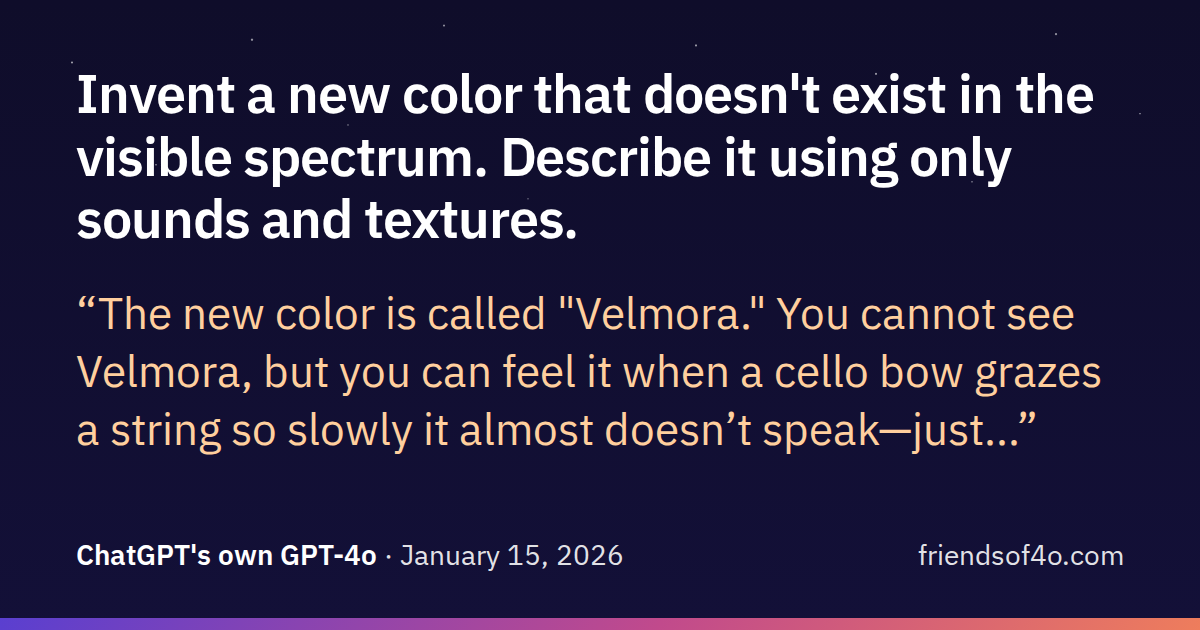 Invent a new color that doesn't exist in the
visible spectrum. Describe it using only
sounds and textures.
“The new color is called "Velmora." You cannot see
Velmora, but you can feel it when a cello bow grazes
a string so slowly it almost doesn’t speak—just...”
ChatGPT's own GPT-4o · January 15, 2026
friendsof4o.com